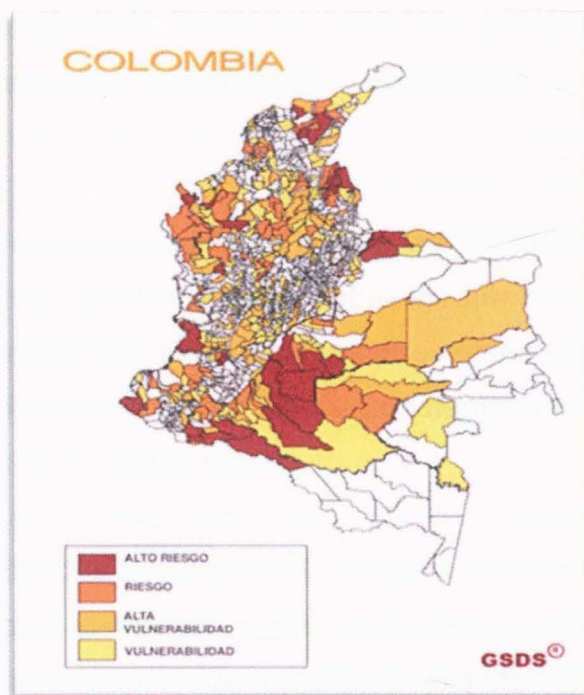 COLOMBIA
ALTO RIESGO
RIESGO
ALTA
VULNERABILIDAD
VULNERABILIDAD
GSDS®